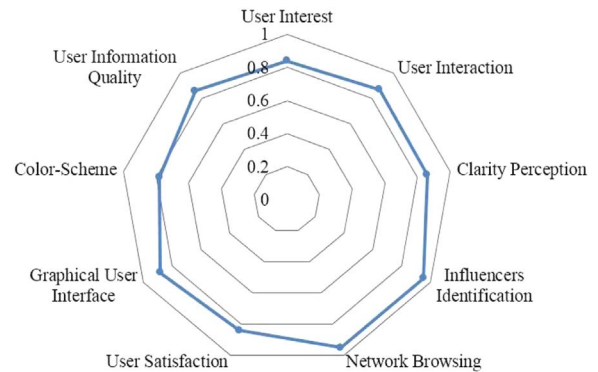 User Interest
1
User Information
Quality
0.8
User Interaction
0.6
0.4
Color-Scheme
0.2
Clarity Perception
0
Graphical User
Interface
Influencers
Identification
User Satisfaction
Network Browsing